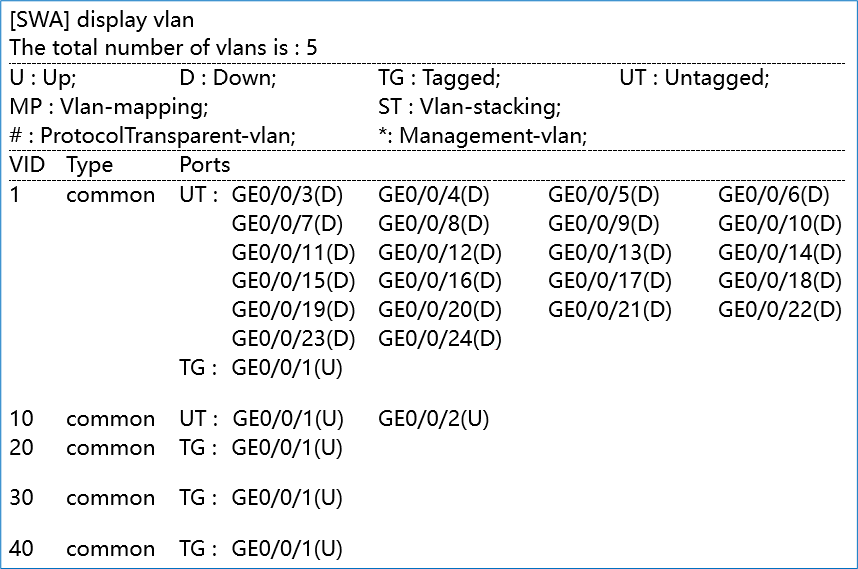 [SWA] display vlan
The total number of vlans is : 5
U : Up; D : Down; TG : Tagged; UT : Untagged;
MP : Vlan-mapping; ST : Vlan-stacking;
# : ProtocolTransparent-vlan; *: Management-vlan;
VID Type Ports
1 common UT : GE0/0/3(D) GE0/0/4(D) GE0/0/5(D) GE0/0/6(D)
GE0/0/7(D) GE0/0/8(D) GE0/0/9(D) GE0/0/10(D)
GE0/0/11(D) GE0/0/12(D) GE0/0/13(D) GE0/0/14(D)
GE0/0/15(D) GE0/0/16(D) GE0/0/17(D) GE0/0/18(D)
GE0/0/19(D) GE0/0/20(D) GE0/0/21(D) GE0/0/22(D)
GE0/0/23(D) GE0/0/24(D)
TG : GE0/0/1(U)
10 common UT : GE0/0/1(U) GE0/0/2(U)
20 common TG : GE0/0/1(U)
30 common TG : GE0/0/1(U)
40 common TG : GE0/0/1(U)